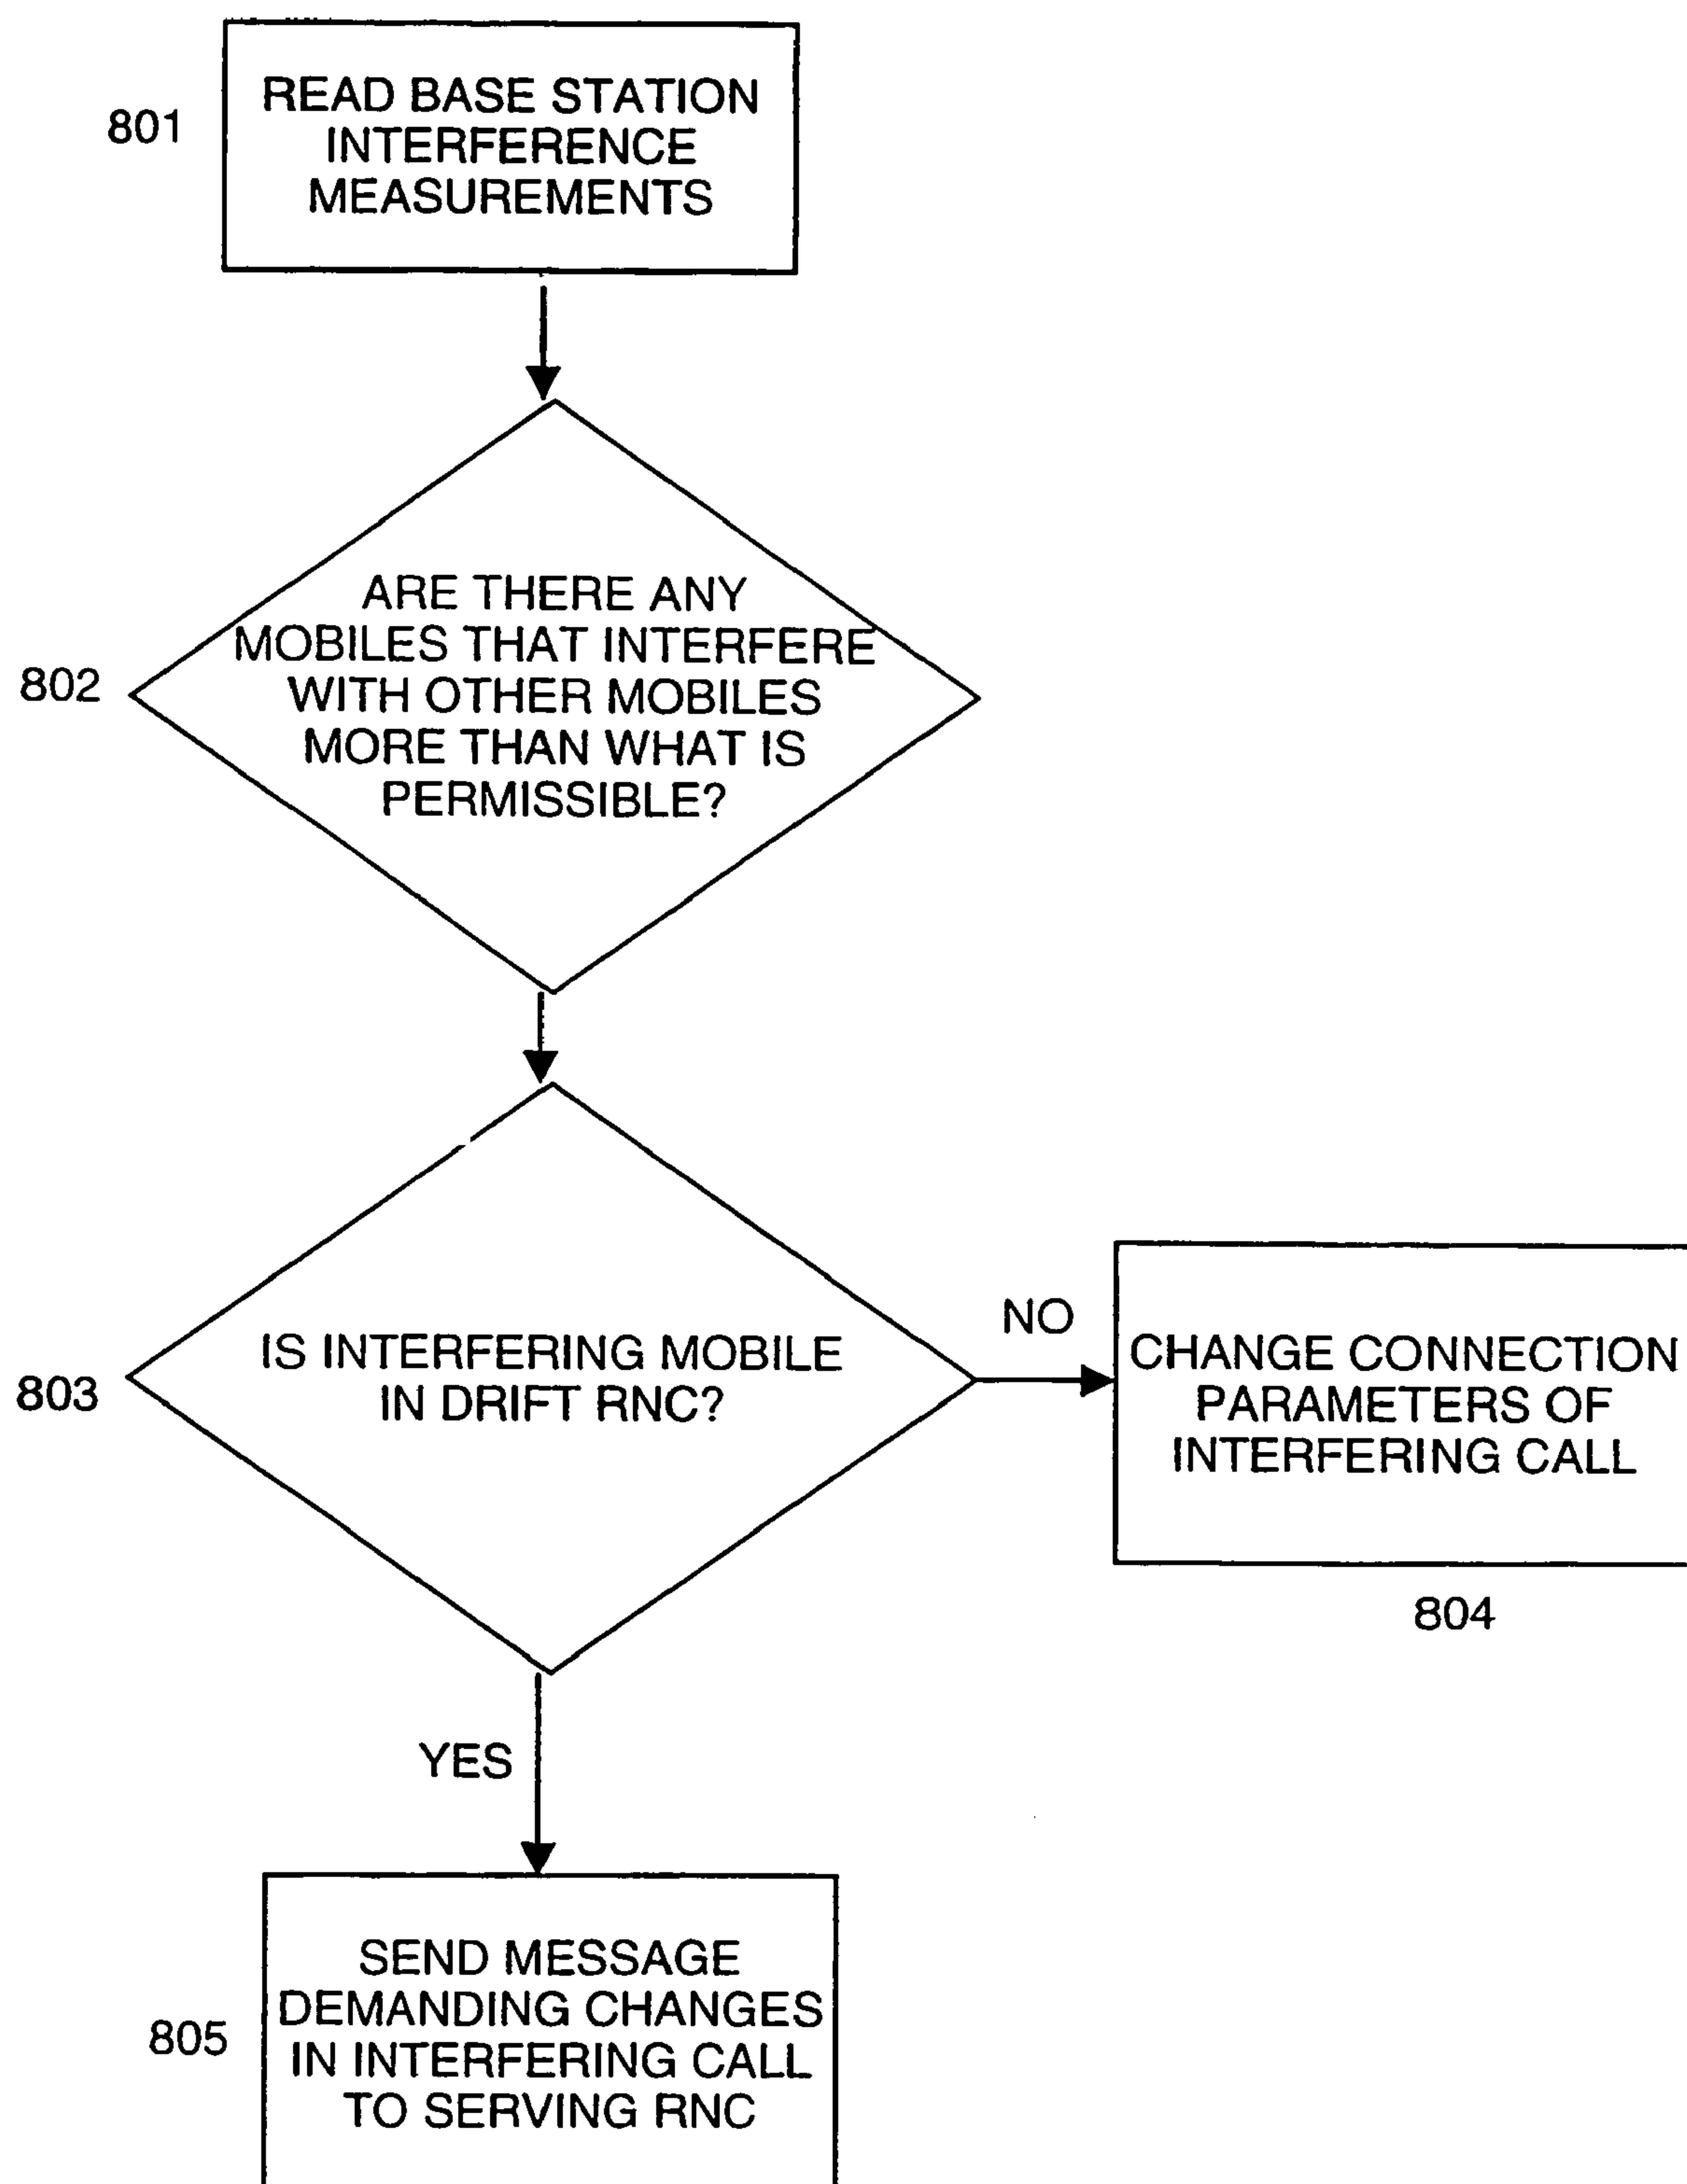 801
READ BASE STATION
INTERFERENCE
MEASUREMENTS
802
ARE THERE ANY
MOBILES THAT INTERFERE
WITH OTHER MOBILES
MORE THAN WHAT IS
PERMISSIBLE?
803
IS INTERFERING MOBILE
IN DRIFT RNC?
NO
CHANGE CONNECTION
PARAMETERS OF
INTERFERING CALL
804
YES
805
SEND MESSAGE
DEMANDING CHANGES
IN INTERFERING CALL
TO SERVING RNC